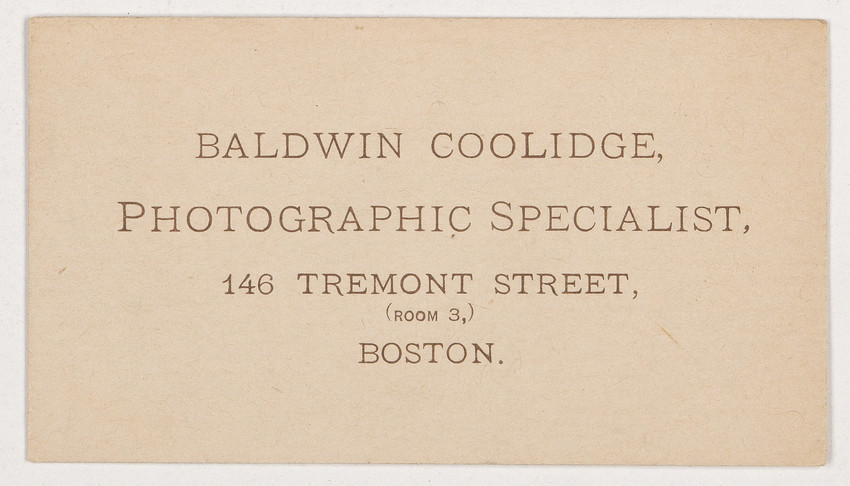 BALDWIN COOLIDGE,
PHOTOGRAPHIC SPECIALIST,
146 TREMONT STREET,
(ROOM 3,)
BOSTON.